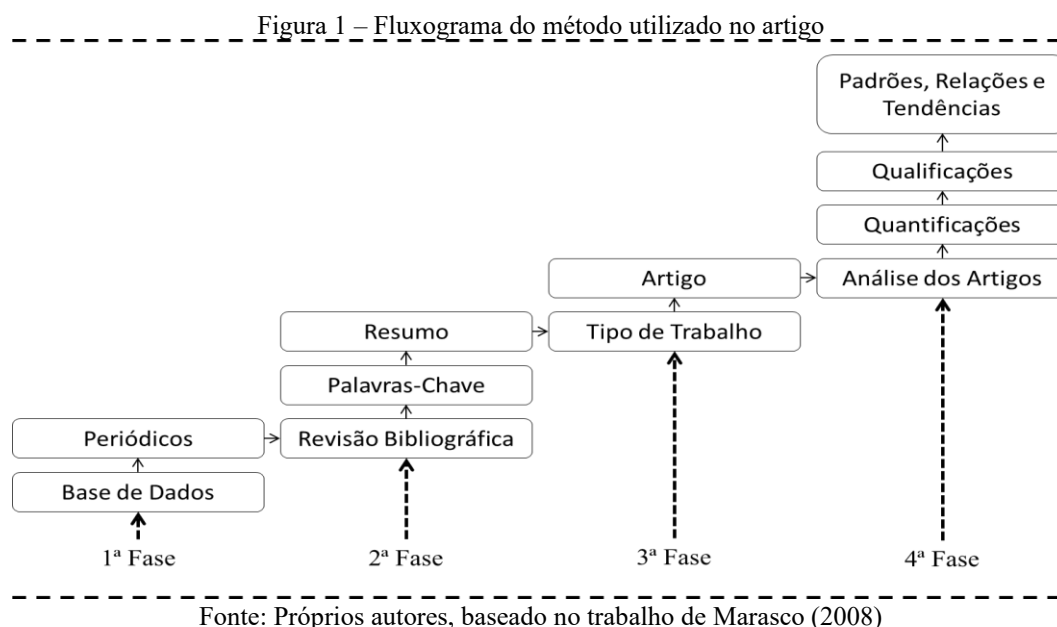 Figura 1 – Fluxograma do método utilizado no artigo
Padrões, Relações e
Tendências
Qualificações
Quantificações
Artigo
Análise dos Artigos
Resumo
Tipo de Trabalho
Palavras-Chave
Periódicos
Revisão Bibliográfica
Base de Dados
1ª Fase
2ª Fase
3ª Fase
4ª Fase
Fonte: Próprios autores, baseado no trabalho de Marasco (2008)